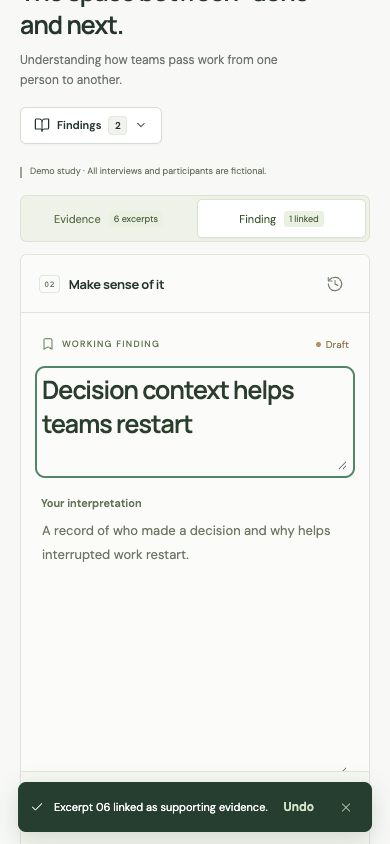 and next.
Understanding how teams pass work from one
person to another.
Findings 2
Demo study · All interviews and participants are fictional.
Evidence 6 excerpts Finding 1 linked
02 Make sense of it
WORKING FINDING Draft
Decision context helps
teams restart
Your interpretation
A record of who made a decision and why helps
interrupted work restart.
Excerpt 06 linked as supporting evidence. Undo